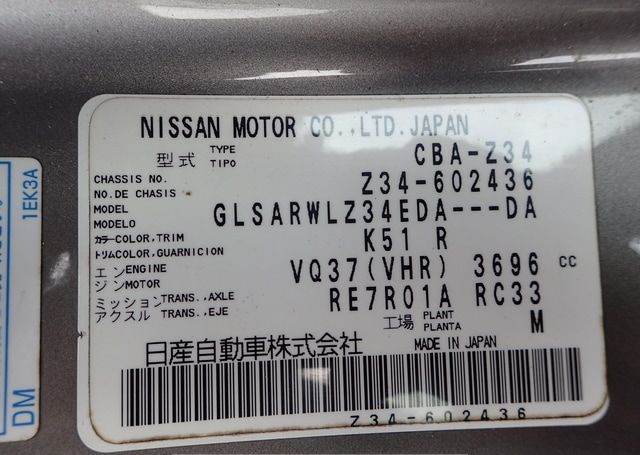 NISSAN MOTOR CO.,LTD.JAPAN
型式 TYPE TIPO CBA-Z34
CHASSIS NO.
NO.DE CHASIS Z34-602436
MODEL
MODELO GLSARWLZ34EDA---DA
カラーCOLOR,TRIM
トリムCOLOR,GUARNICION K51 R
エンENGINE
ジンMOTOR VQ37(VHR) 3696 cc
ミッションTRANS.,AXLE
アクスルTRANS.,EJE RE7R01A RC33
工場 PLANT PLANTA M
日産自動車株式会社 MADE IN JAPAN
Z34-602436
1EK3A
DM